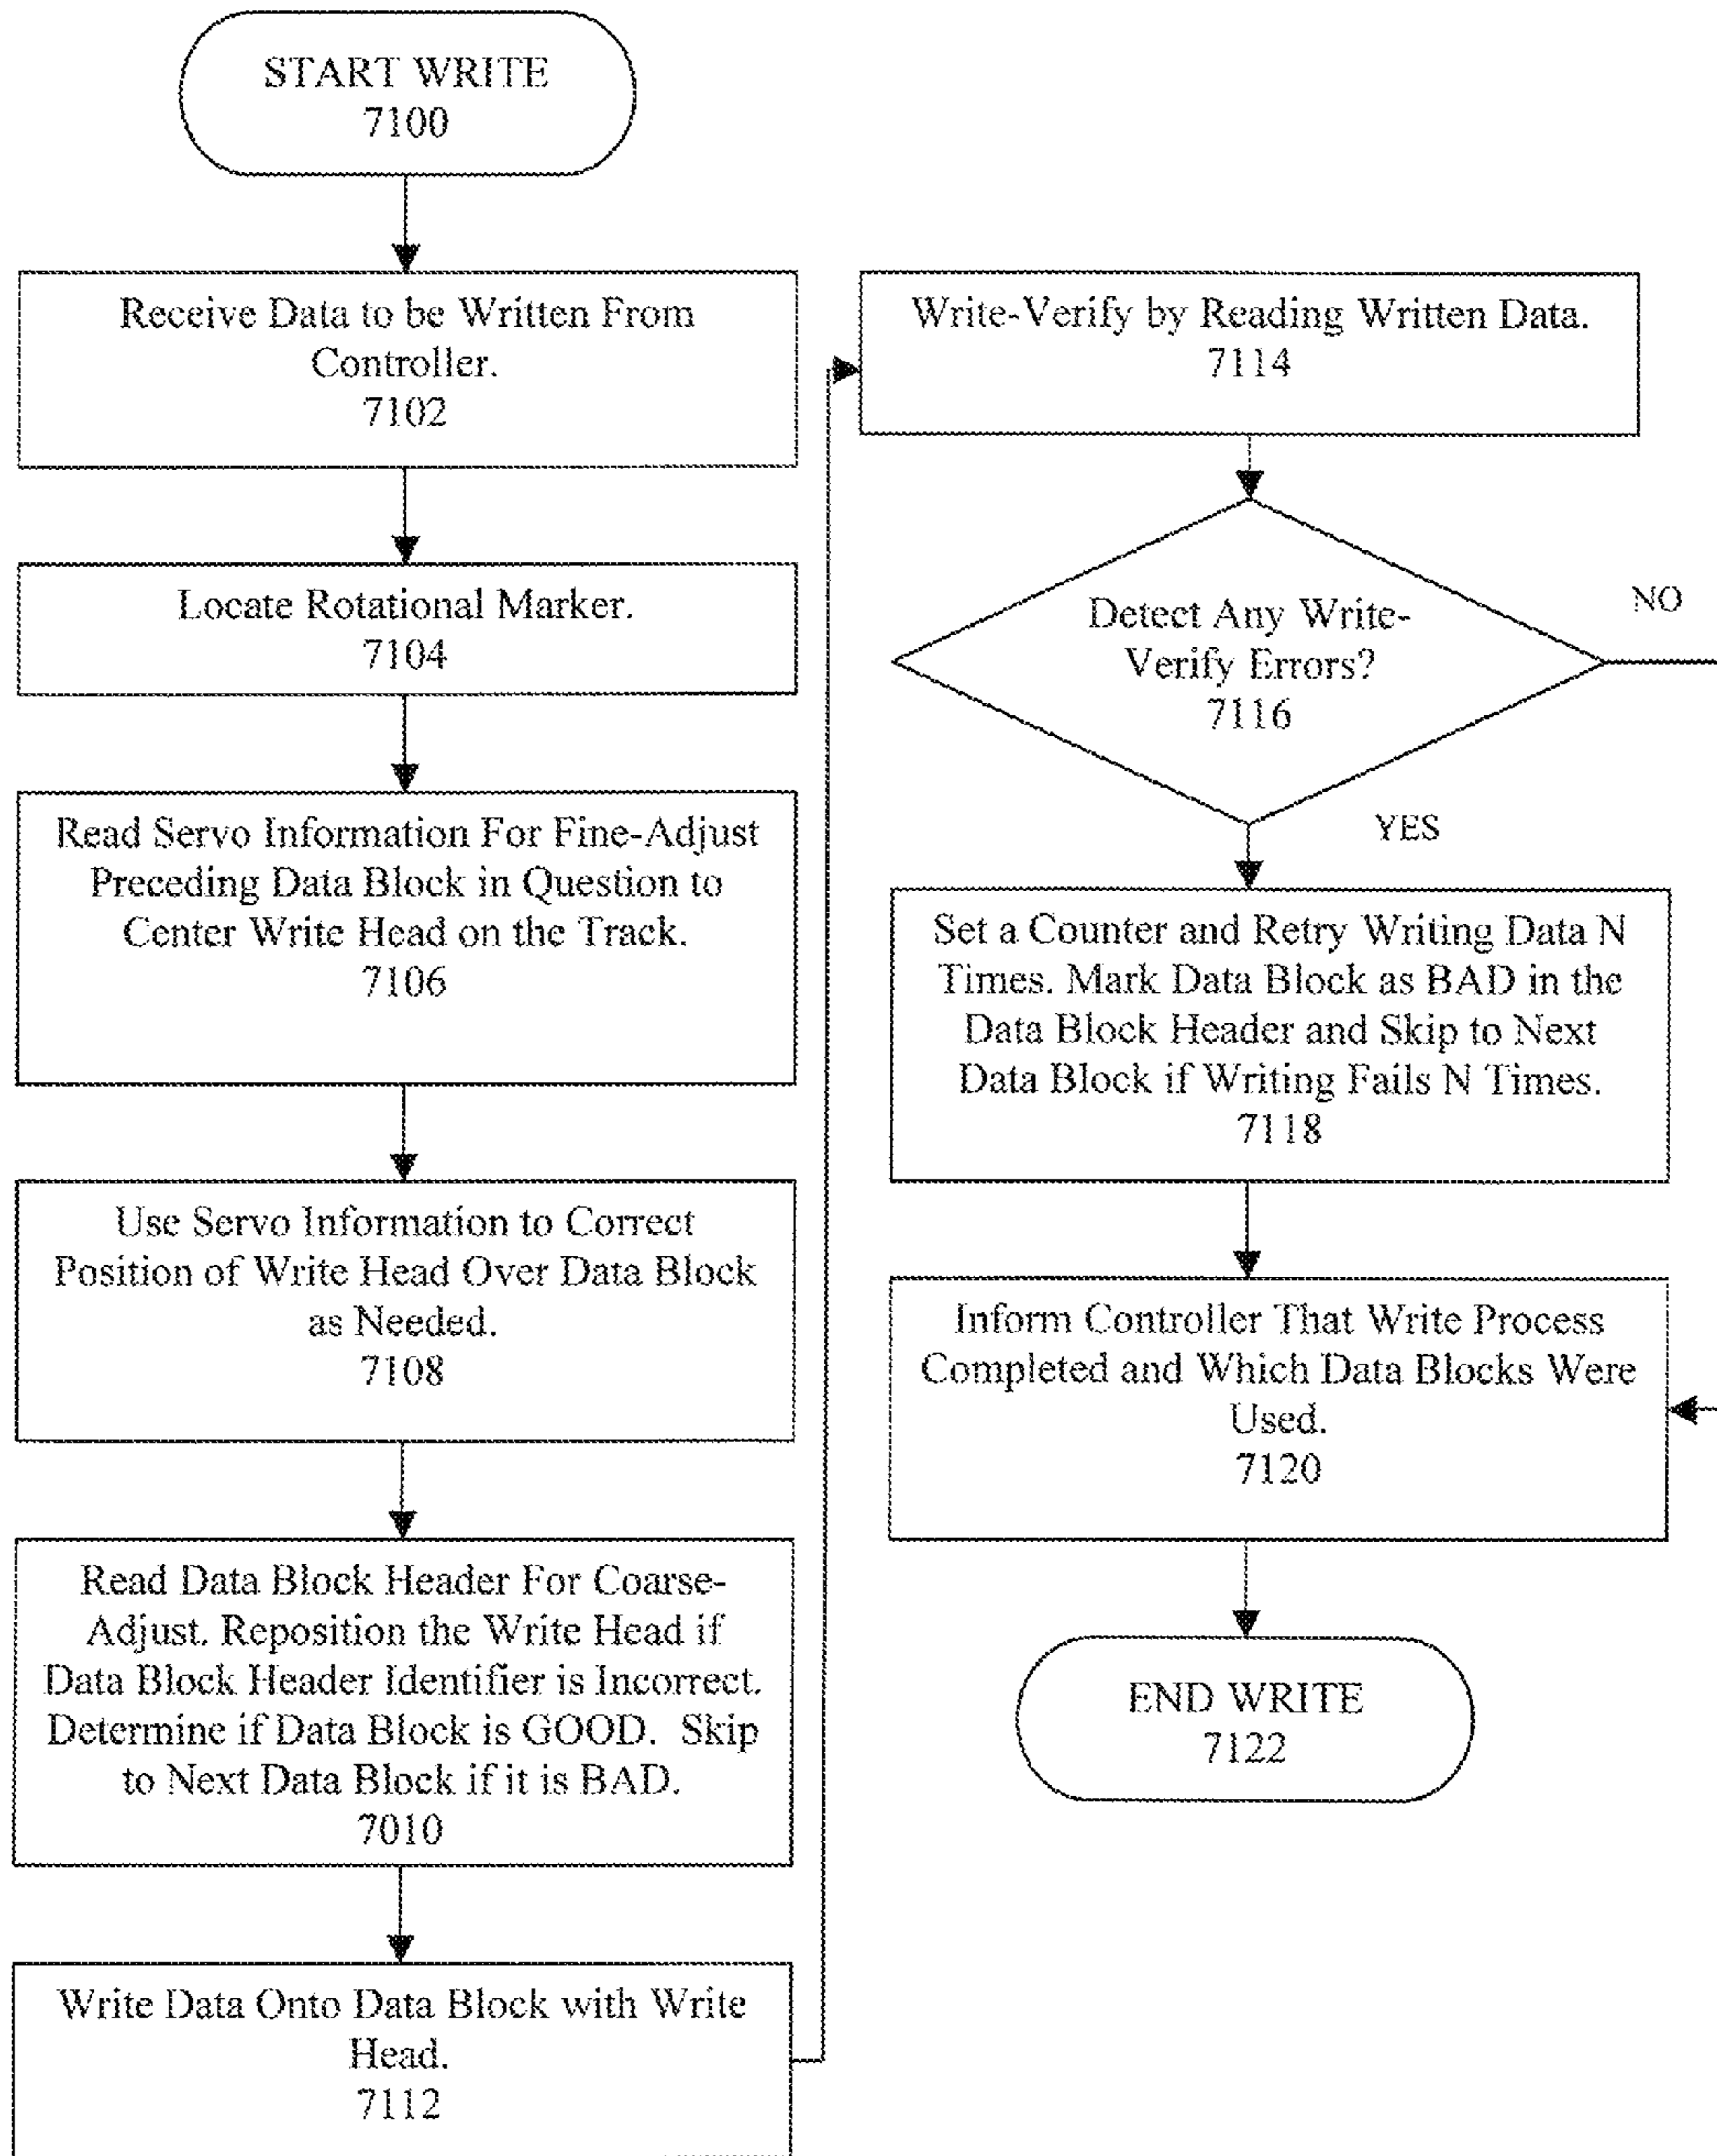 START WRITE
7100
Receive Data to be Written From
Controller.
7102
Locate Rotational Marker.
7104
Read Servo Information For Fine-Adjust
Preceding Data Block in Question to
Center Write Head on the Track.
7106
Use Servo Information to Correct
Position of Write Head Over Data Block
as Needed.
7108
Read Data Block Header For Coarse-
Adjust. Reposition the Write Head if
Data Block Header Identifier is Incorrect.
Determine if Data Block is GOOD. Skip
to Next Data Block if it is BAD.
7010
Write Data Onto Data Block with Write
Head.
7112
Write-Verify by Reading Written Data.
7114
Detect Any Write-
Verify Errors?
7116
NO
YES
Set a Counter and Retry Writing Data N
Times. Mark Data Block as BAD in the
Data Block Header and Skip to Next
Data Block if Writing Fails N Times.
7118
Inform Controller That Write Process
Completed and Which Data Blocks Were
Used.
7120
END WRITE
7122